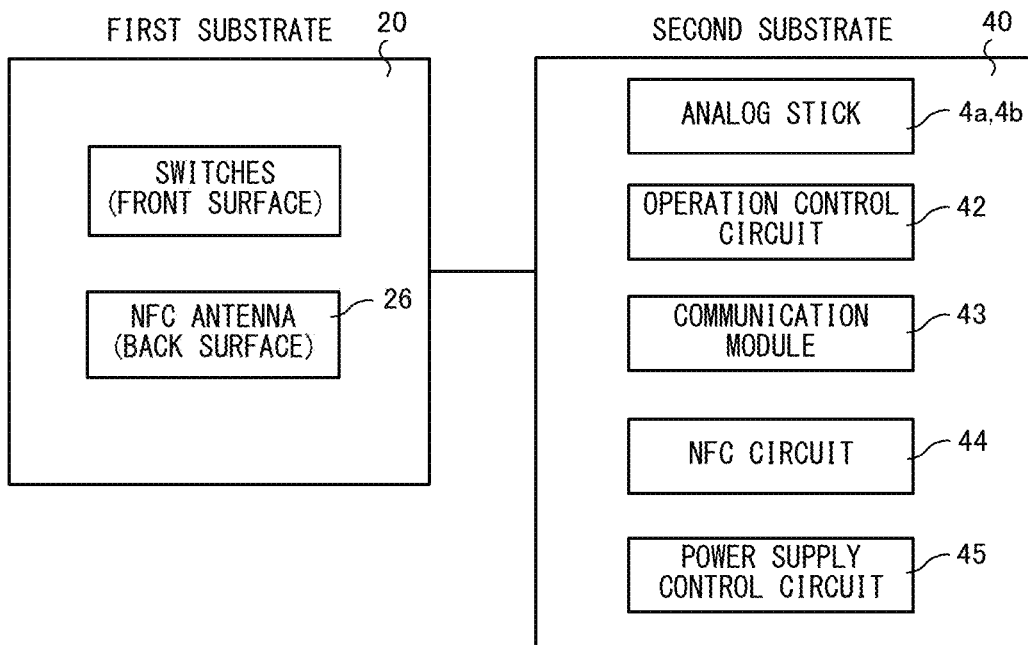 FIRST SUBSTRATE
20
SWITCHES
(FRONT SURFACE)
NFC ANTENNA
(BACK SURFACE)
26
SECOND SUBSTRATE
40
ANALOG STICK
4a,4b
OPERATION CONTROL
CIRCUIT
42
COMMUNICATION
MODULE
43
NFC CIRCUIT
44
POWER SUPPLY
CONTROL CIRCUIT
45